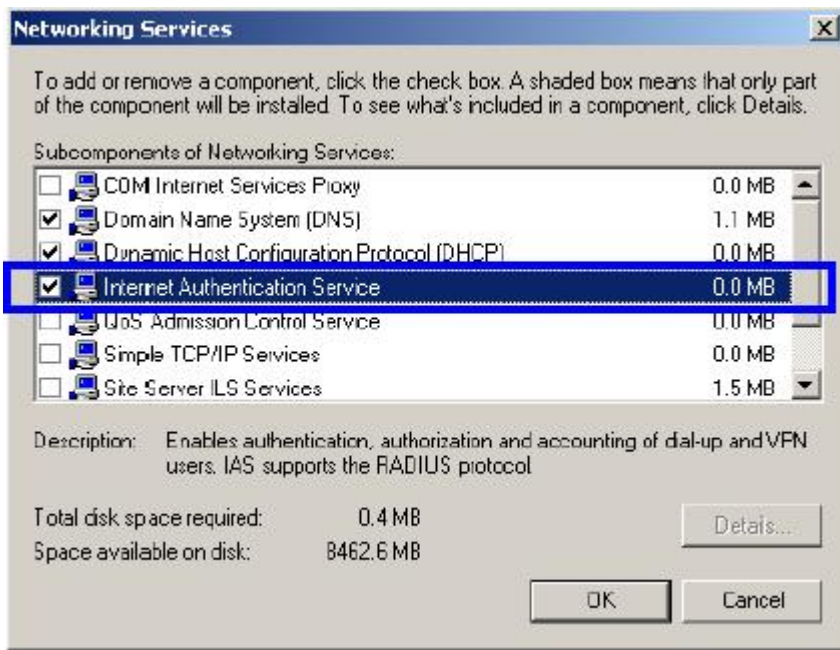 Networking Services
To add or remove a component, click the check box. A shaded box means that only part
of the component will be installed. To see what's included in a component, click Details.
Subcomponents of Networking Services:
COM Internet Services Proxy 0.0 MB
Domain Name System (DNS) 1.1 MB
Dynamic Host Configuration Protocol (DHCP) 0.0 MB
Internet Authentication Service 0.0 MB
QoS Admission Control Service 0.0 MB
Simple TCP/IP Services 0.0 MB
Site Server ILS Services 1.5 MB
Description: Enables authentication, authorization and accounting of dial-up and VPN
users. IAS supports the RADIUS protocol.
Total disk space required: 0.4 MB
Space available on disk: 8462.6 MB
Details...
OK Cancel